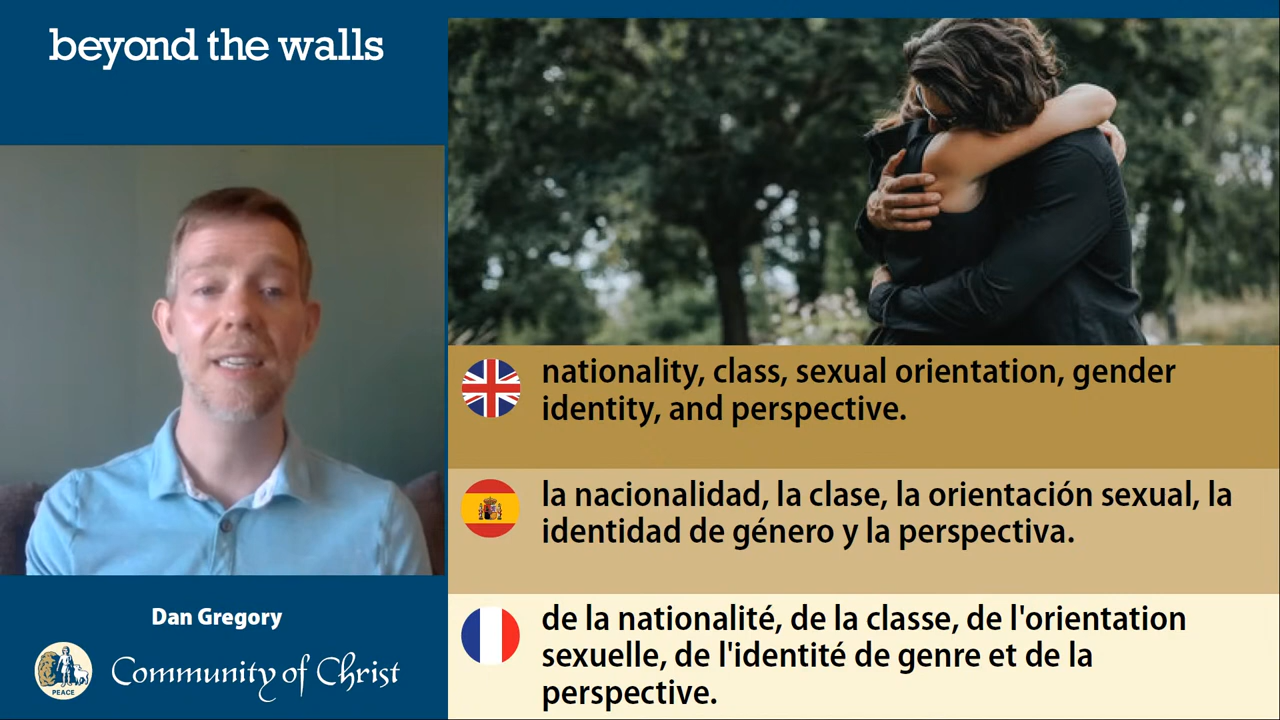 beyond the walls
nationality, class, sexual orientation, gender
identity, and perspective.
la nacionalidad, la clase, la orientación sexual, la
identidad de género y la perspectiva.
de la nationalité, de la classe, de l'orientation
sexuelle, de l'identité de genre et de la
perspective.
Dan Gregory
PEACE
Community of Christ